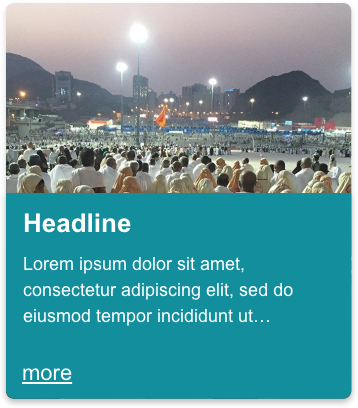 Headline
Lorem ipsum dolor sit amet,
consectetur adipiscing elit, sed do
eiusmod tempor incididunt ut…
more